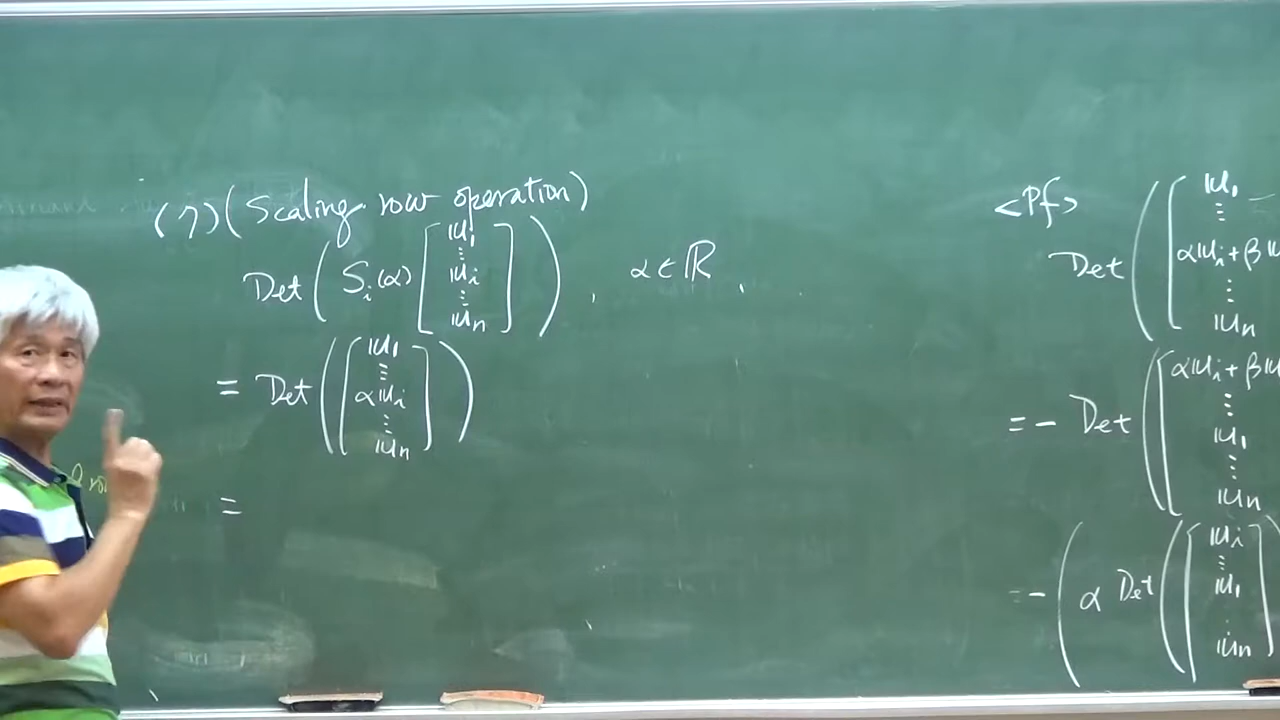 (7) (Scaling row operation)
Det ( S_i(α) [ u_1 ⋮ u_i ⋮ u_n ] ) , α ∈ ℝ .
= Det ( [ u_1 ⋮ αu_i ⋮ u_n ] )
=
<Pf>
Det ( [ u_1 ⋮ αu_i + βu ⋮ u_n
= - Det ( [ αu_i + βu ⋮ u_1 ⋮ u_n
= - ( α Det ( [ u_i ⋮ u_1 ⋮ u_n ]